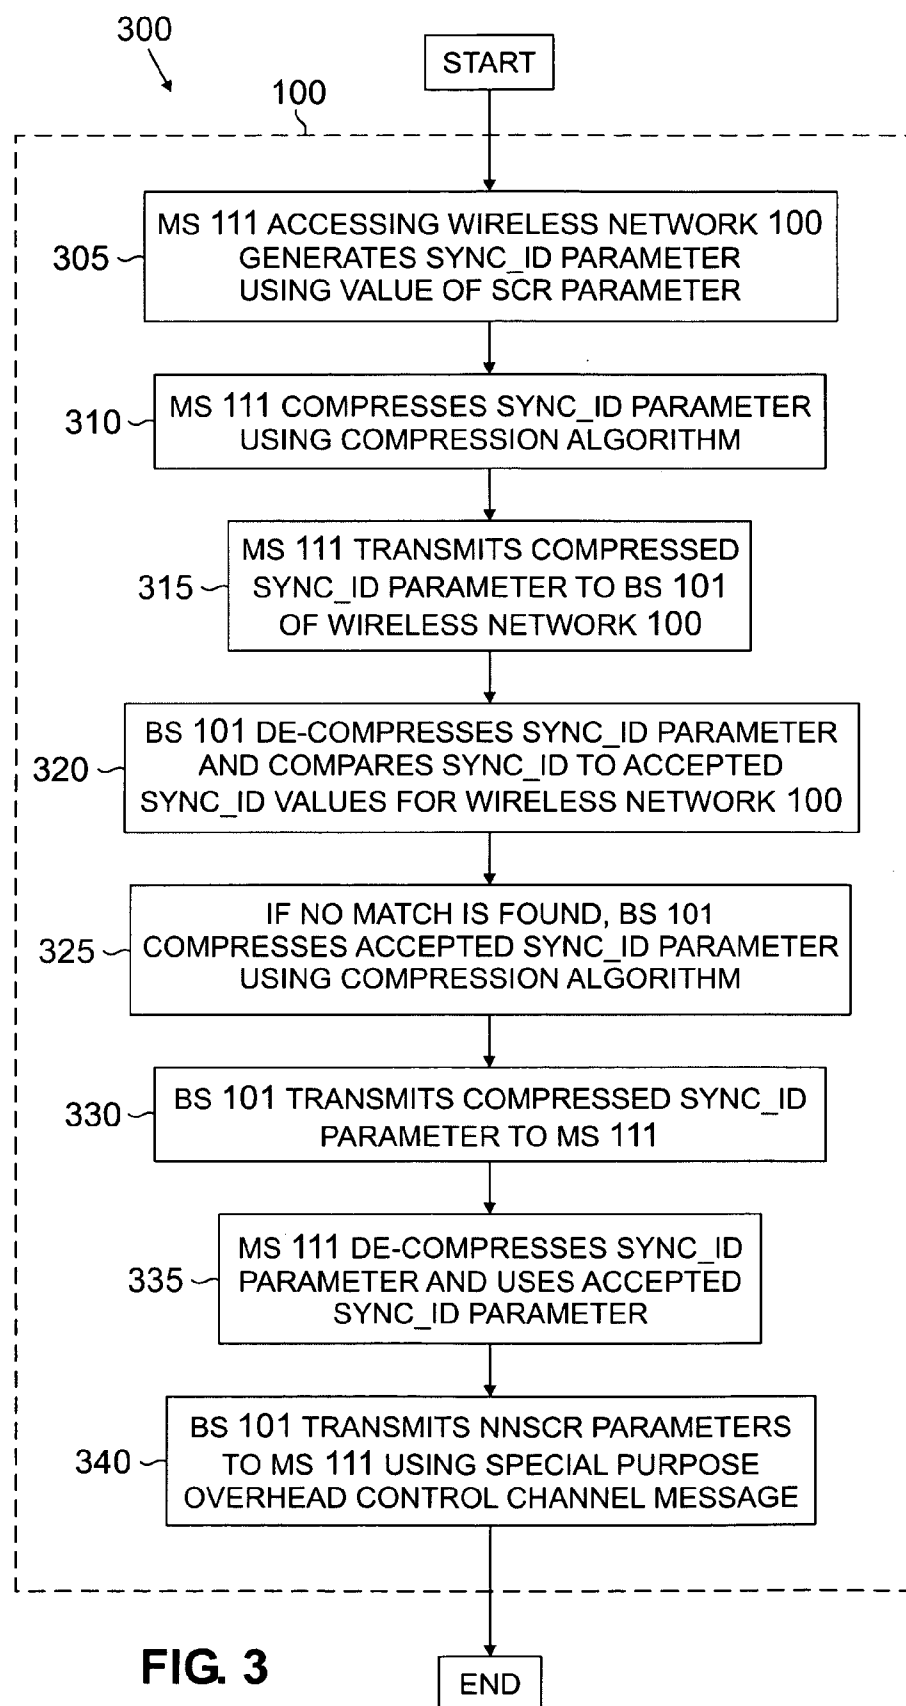 300
START
100
305
MS 111 ACCESSING WIRELESS NETWORK 100
GENERATES SYNC_ID PARAMETER
USING VALUE OF SCR PARAMETER
310
MS 111 COMPRESSES SYNC_ID PARAMETER
USING COMPRESSION ALGORITHM
315
MS 111 TRANSMITS COMPRESSED
SYNC_ID PARAMETER TO BS 101
OF WIRELESS NETWORK 100
320
BS 101 DE-COMPRESSES SYNC_ID PARAMETER
AND COMPARES SYNC_ID TO ACCEPTED
SYNC_ID VALUES FOR WIRELESS NETWORK 100
325
IF NO MATCH IS FOUND, BS 101
COMPRESSES ACCEPTED SYNC_ID PARAMETER
USING COMPRESSION ALGORITHM
330
BS 101 TRANSMITS COMPRESSED SYNC_ID
PARAMETER TO MS 111
335
MS 111 DE-COMPRESSES SYNC_ID
PARAMETER AND USES ACCEPTED
SYNC_ID PARAMETER
340
BS 101 TRANSMITS NNSCR PARAMETERS
TO MS 111 USING SPECIAL PURPOSE
OVERHEAD CONTROL CHANNEL MESSAGE
FIG. 3
END